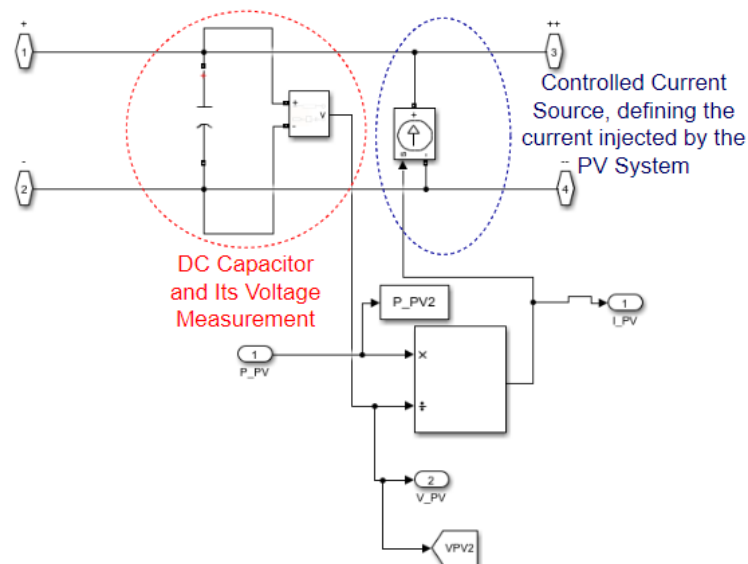 +
1
++
3
+
+
-
v
+
s
-
Controlled Current
Source, defining the
current injected by the
PV System
-
2
--
4
DC Capacitor
and Its Voltage
Measurement
P_PV2
1
I_PV
1
P_PV
×
÷
2
V_PV
VPV2